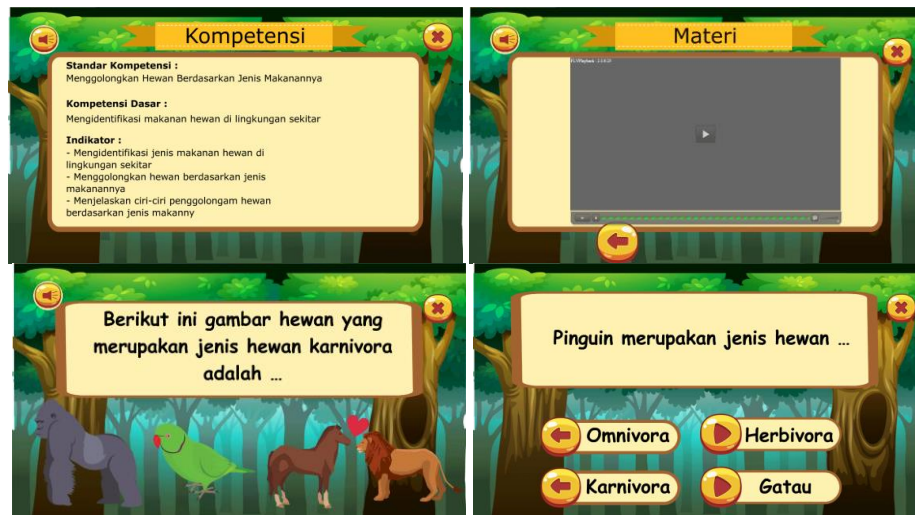 Kompetensi
Standar Kompetensi :
Menggolongkan Hewan Berdasarkan Jenis Makanannya
Kompetensi Dasar :
Mengidentifikasi makanan hewan di lingkungan sekitar
Indikator :
- Mengidentifikasi jenis makanan hewan di
lingkungan sekitar
- Menggolongkan hewan berdasarkan jenis
makanannya
- Menjelaskan ciri-ciri penggolongam hewan
berdasarkan jenis makanny
Materi
Berikut ini gambar hewan yang
merupakan jenis hewan karnivora
adalah ...
Pinguin merupakan jenis hewan ...
Omnivora
Herbivora
Karnivora
Gatau